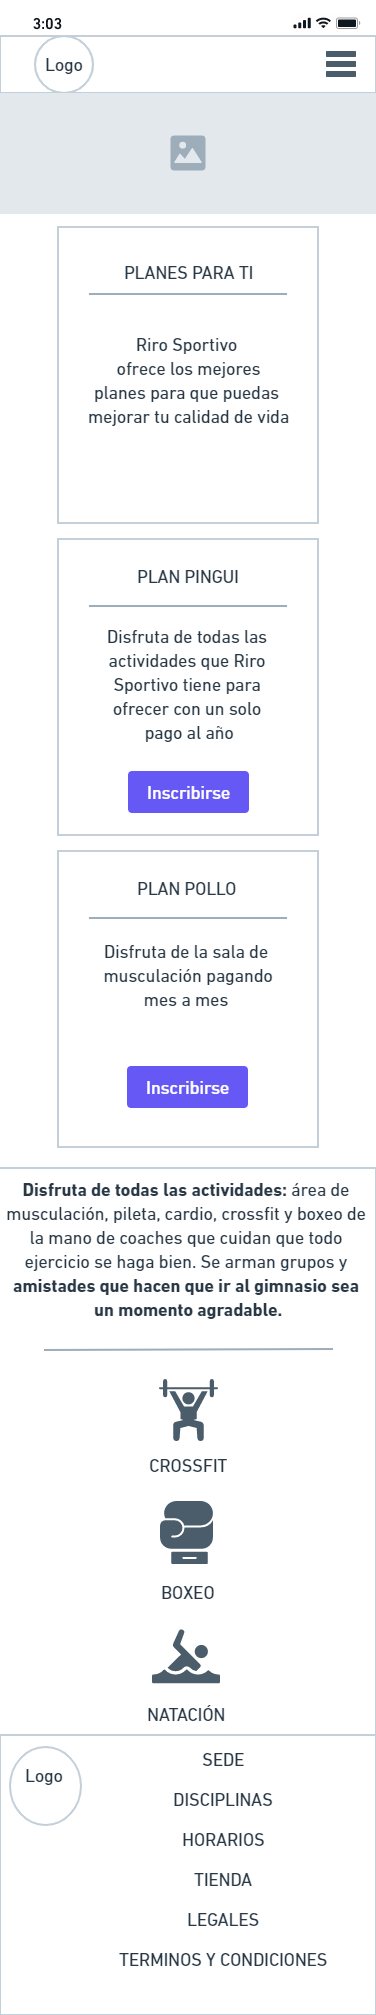 3:03
Logo
PLANES PARA TI
Riro Sportivo
ofrece los mejores
planes para que puedas
mejorar tu calidad de vida
PLAN PINGUI
Disfruta de todas las
actividades que Riro
Sportivo tiene para
ofrecer con un solo
pago al año
Inscribirse
PLAN POLLO
Disfruta de la sala de
musculación pagando
mes a mes
Inscribirse
Disfruta de todas las actividades: área de
musculación, pileta, cardio, crossfit y boxeo de
la mano de coaches que cuidan que todo
ejercicio se haga bien. Se arman grupos y
amistades que hacen que ir al gimnasio sea
un momento agradable.
CROSSFIT
BOXEO
NATACIÓN
Logo
SEDE
DISCIPLINAS
HORARIOS
TIENDA
LEGALES
TERMINOS Y CONDICIONES